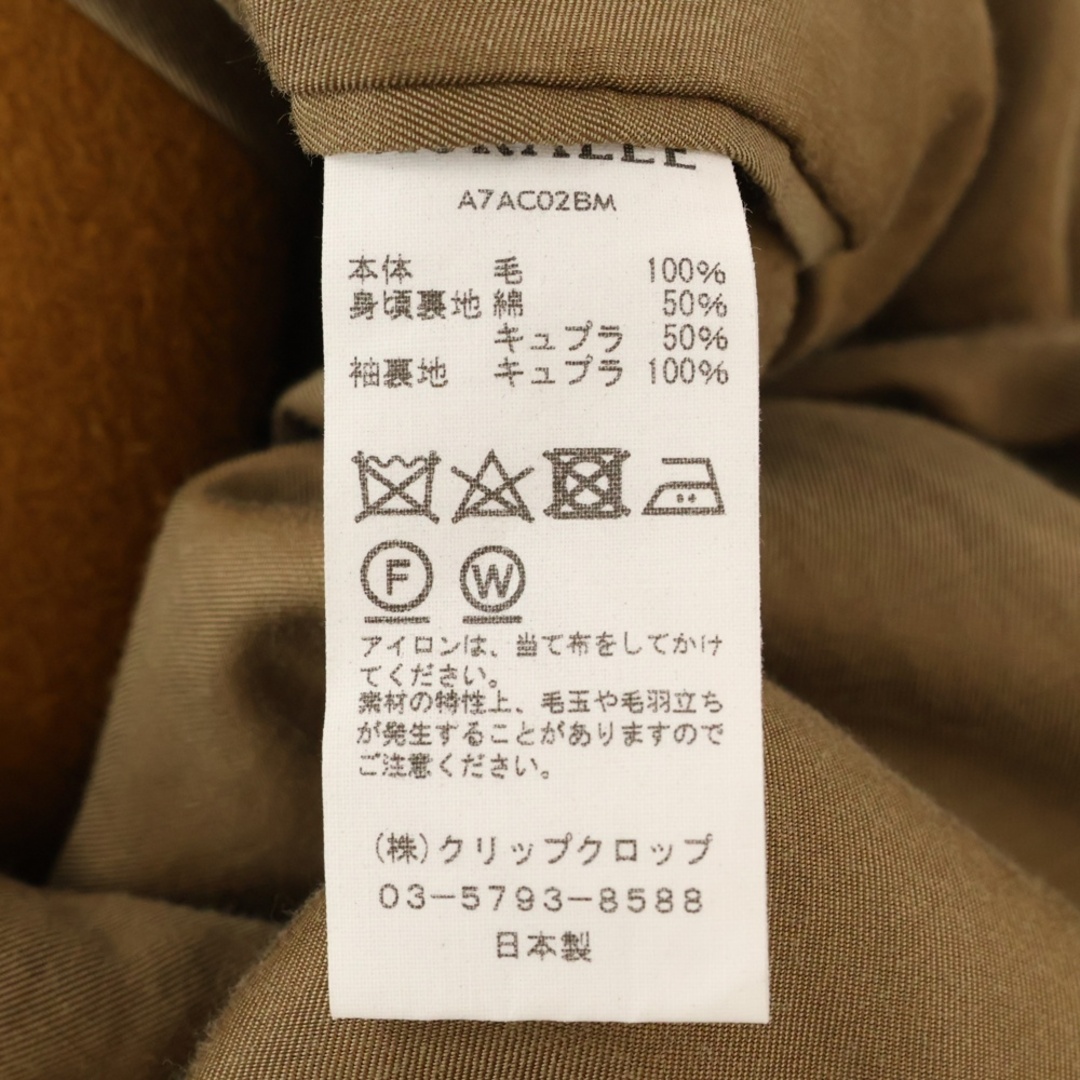 A7AC02BM
本体 毛 100%
身頃裏地 綿 50%
キュプラ 50%
袖裏地 キュプラ 100%
F W
アイロンは、当て布をしてかけ
てください。
素材の特性上、毛玉や毛羽立ち
が発生することがありますので
ご注意ください。
(株)クリップクロップ
03-5793-8588
日本製